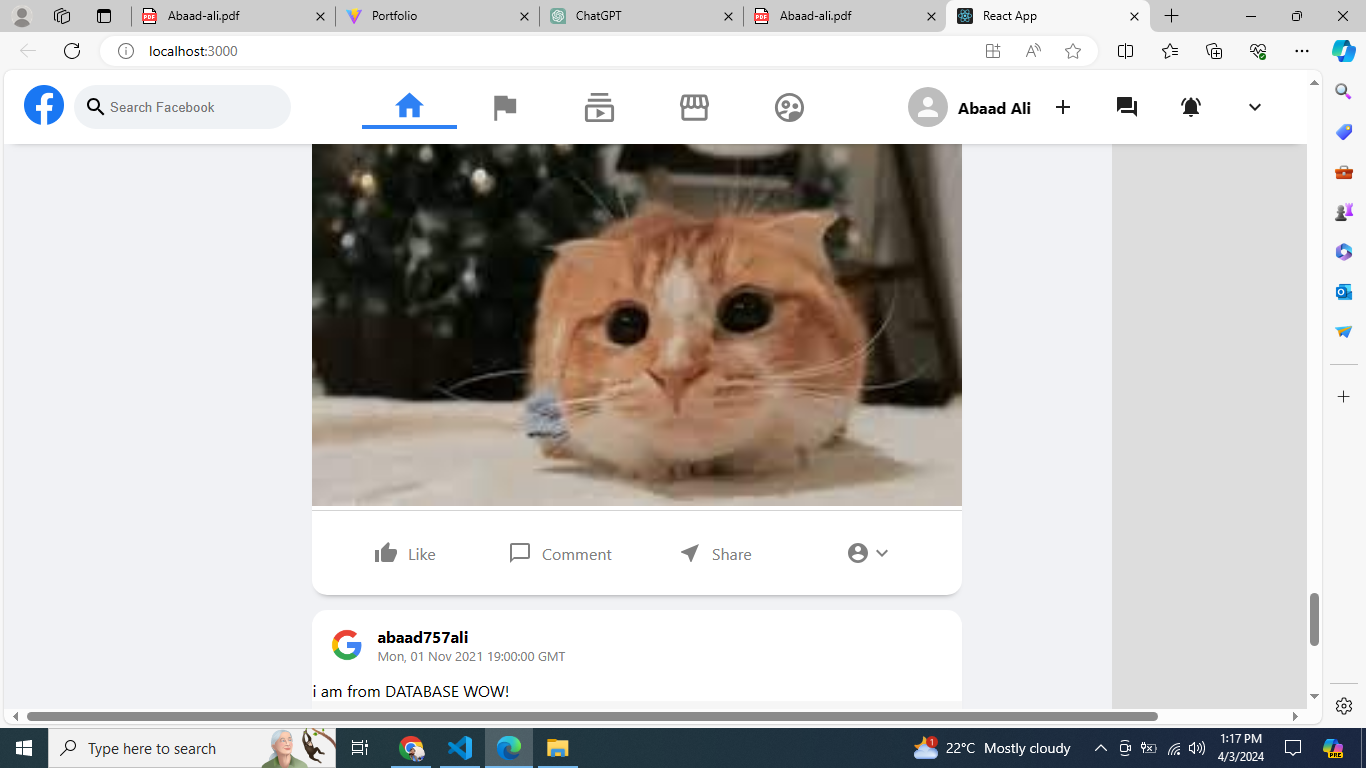 Abaad-ali.pdf
Portfolio
ChatGPT
Abaad-ali.pdf
React App
localhost:3000
Search Facebook
Abaad Ali
Like
Comment
Share
abaad757ali
Mon, 01 Nov 2021 19:00:00 GMT
i am from DATABASE WOW!
Type here to search
1
22°C Mostly cloudy
1:17 PM
4/3/2024
PRE